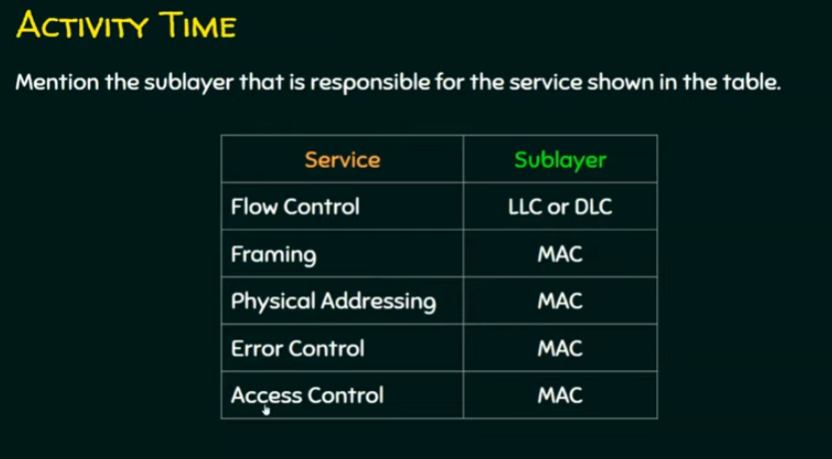 Activity Time
Mention the sublayer that is responsible for the service shown in the table.
Service Sublayer
Flow Control LLC or DLC
Framing MAC
Physical Addressing MAC
Error Control MAC
Access Control MAC